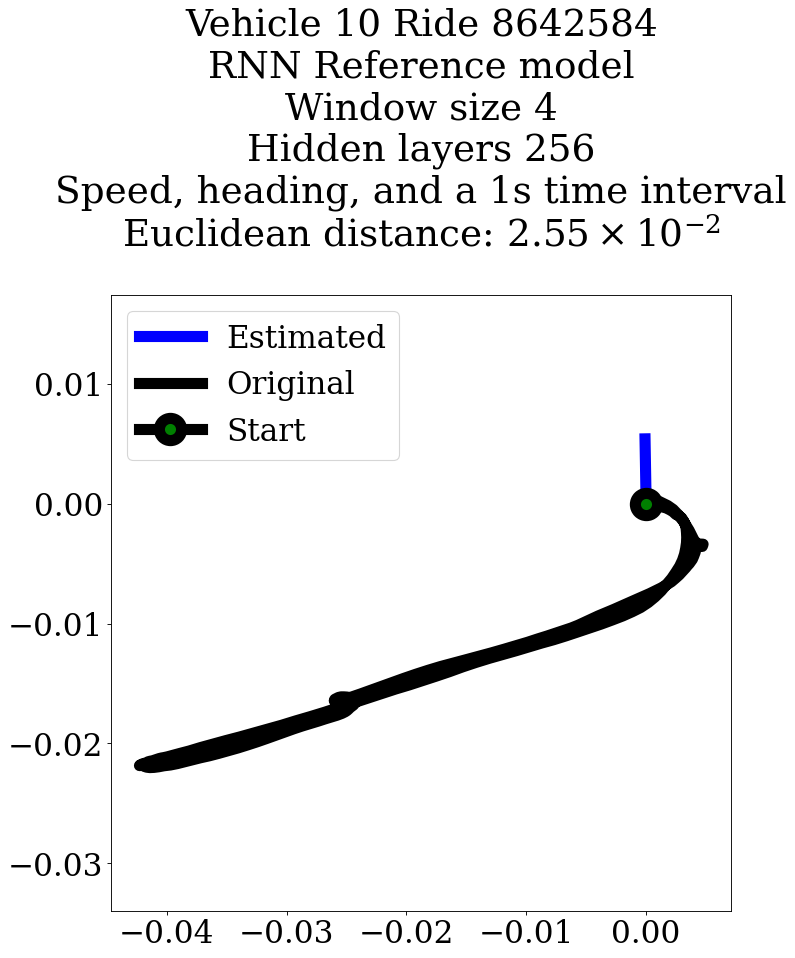 Vehicle 10 Ride 8642584
RNN Reference model
Window size 4
Hidden layers 256
Speed, heading, and a 1s time interval
Euclidean distance: 2.55 × 10⁻²
Estimated
Original
Start
0.01
0.00
−0.01
−0.02
−0.03
−0.04 −0.03 −0.02 −0.01 0.00